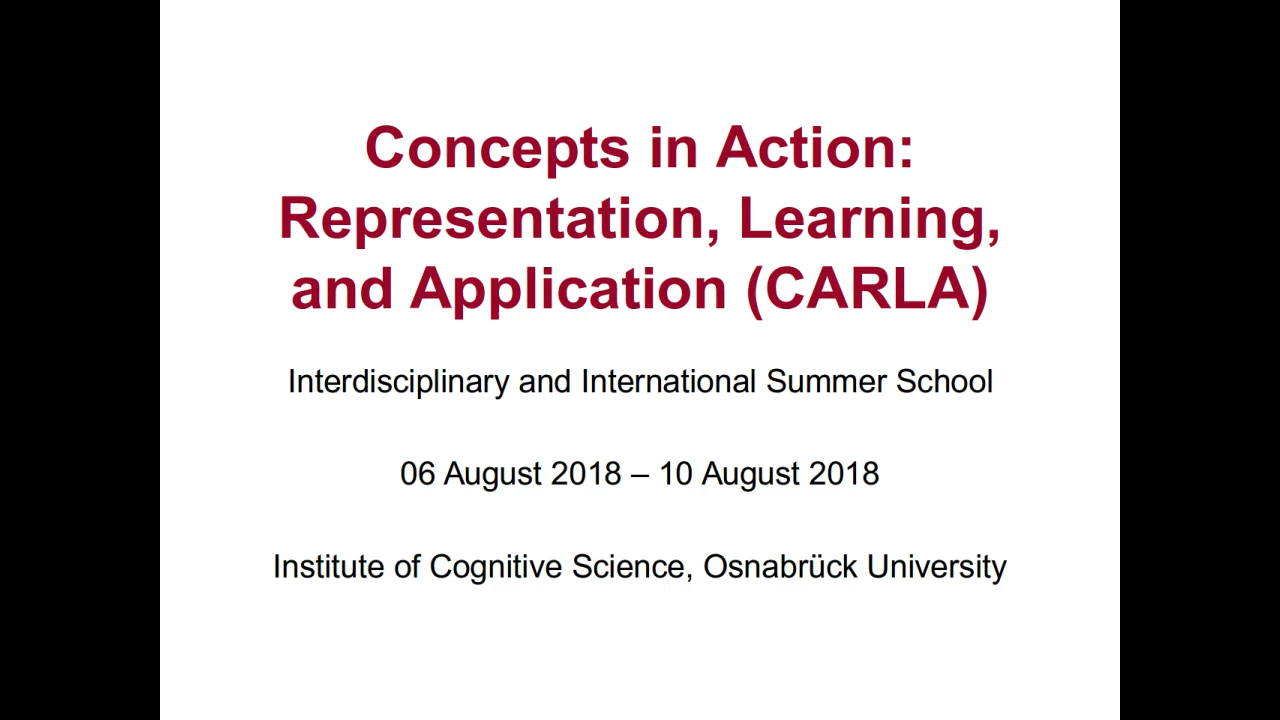 Concepts in Action:
Representation, Learning,
and Application (CARLA)
Interdisciplinary and International Summer School
06 August 2018 – 10 August 2018
Institute of Cognitive Science, Osnabrück University